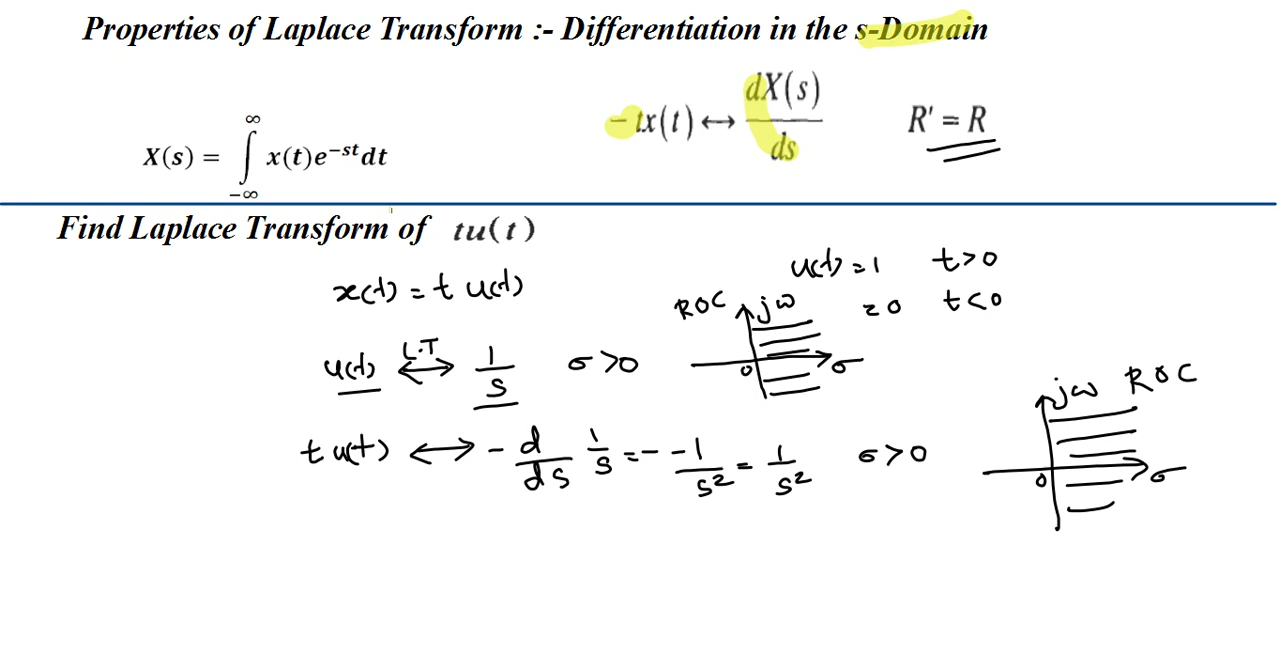 Properties of Laplace Transform :- Differentiation in the s-Domain
X(s) = ∫_{-∞}^{∞} x(t)e^{-st}dt
-tx(t) ↔ dX(s)/ds R' = R
Find Laplace Transform of tu(t)
x(t) = t u(t)
u(t) = 1 t>0
= 0 t<0
ROC jω
0 σ
u(t) L.T ↔ 1/s σ>0
jω ROC
0 σ
t u(t) ↔ - d/ds 1/s = - -1/s² = 1/s² σ>0